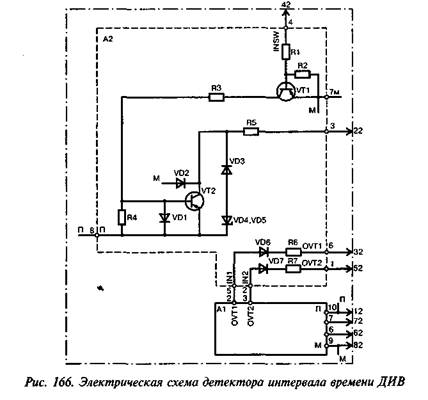 42
A2
4
INSW
R1
R2
R3
VT1
7м
М
R5
3
22
М
VD2
VD3
VT2
R4
VD1
VD4,VD5
П
8
П
VD6
R6
OVT1
6
32
VD7
R7
OVT2
1
52
IN1
IN2
5
2
2
3
A1
OVT1
OVT2
П
10
П
12
7
72
6
62
М
9
82
М
Рис. 166. Электрическая схема детектора интервала времени ДИВ